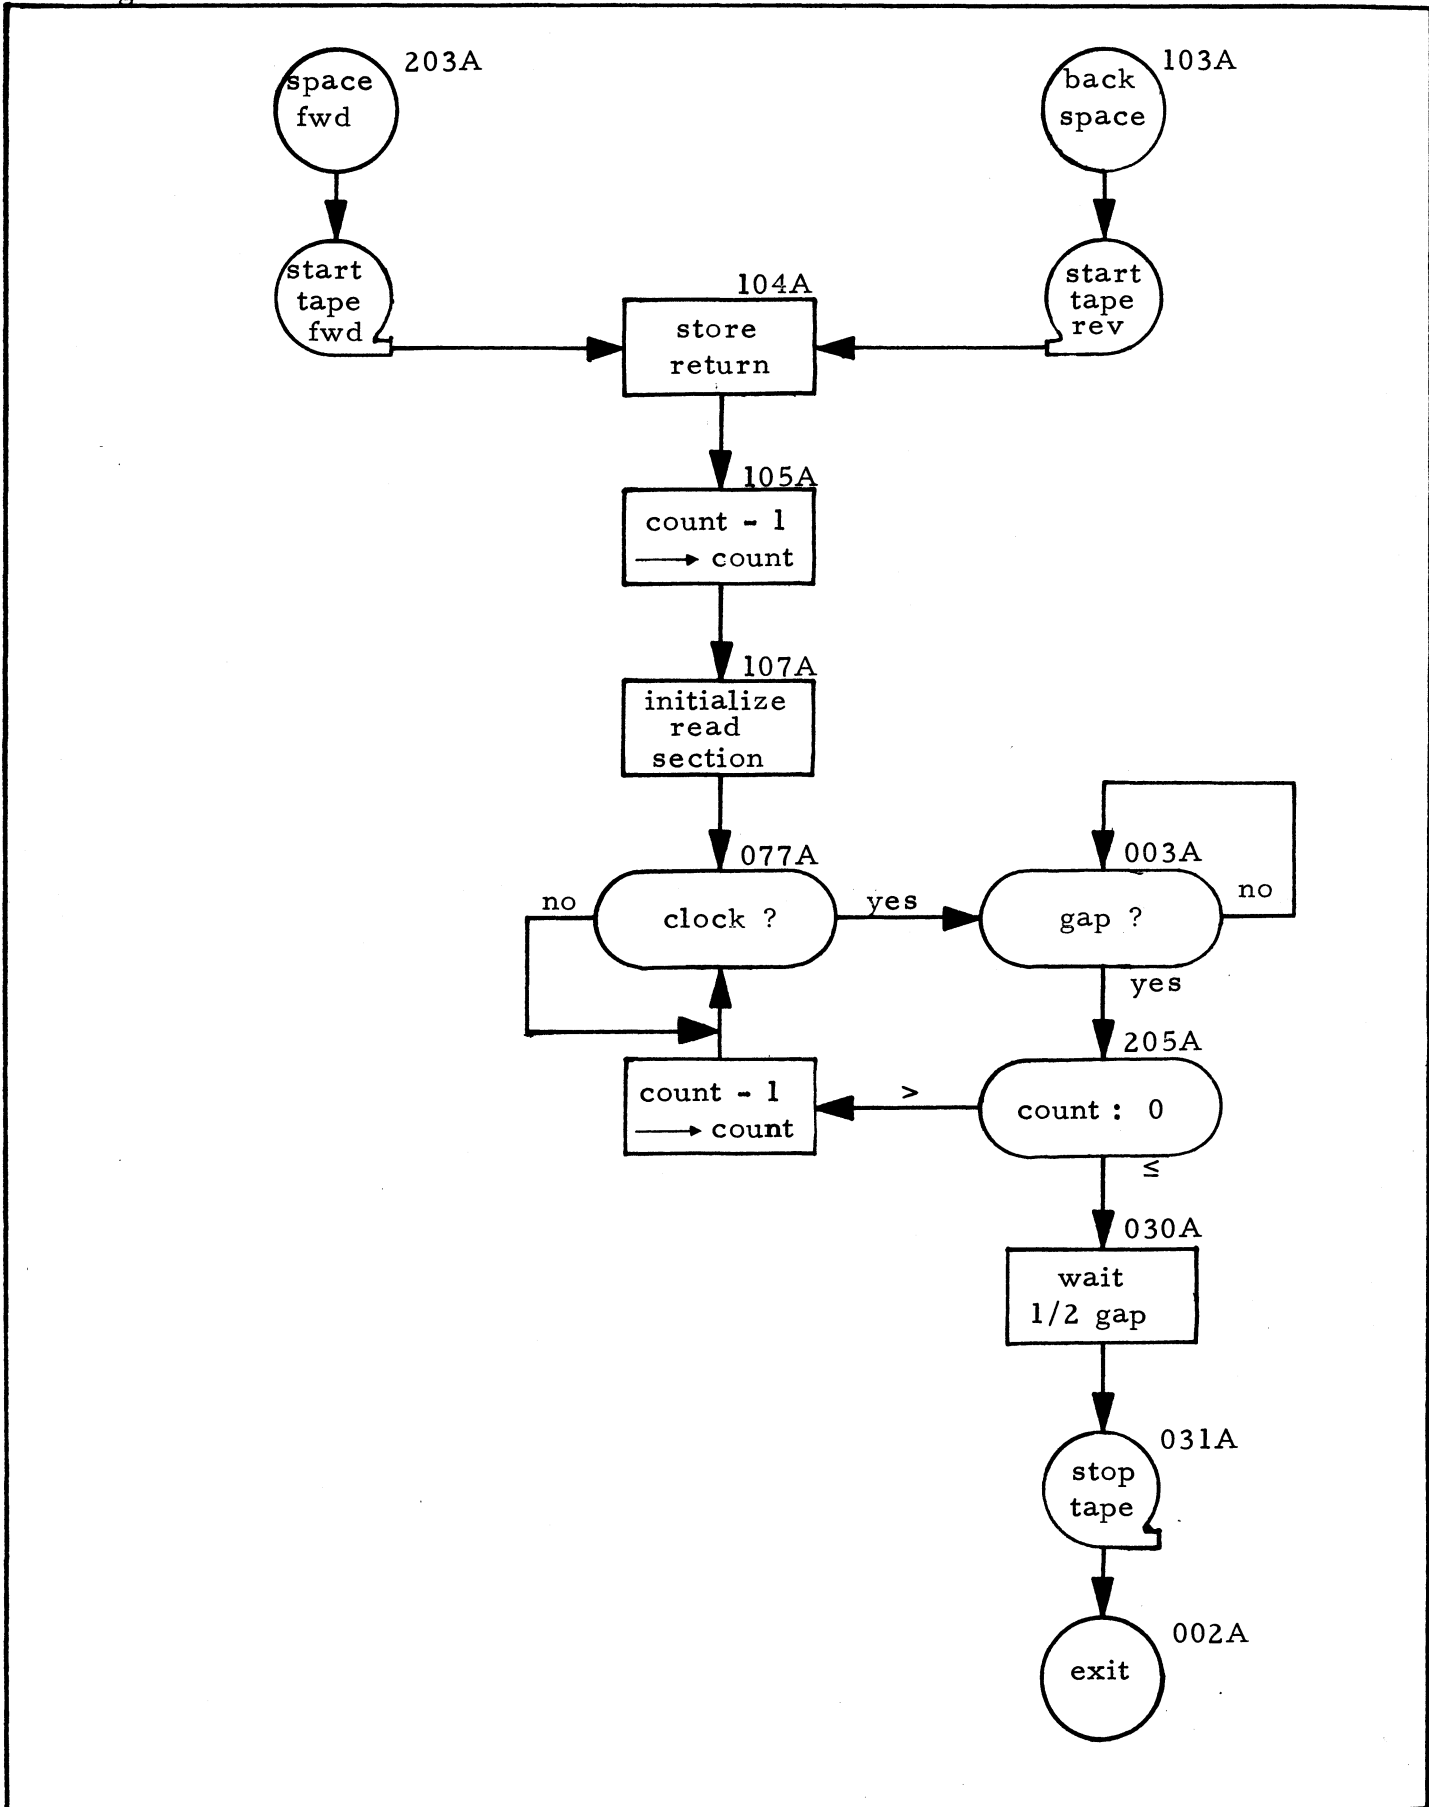 203A
space
fwd
103A
back
space
start
tape
fwd
104A
store
return
start
tape
rev
105A
count - 1
→ count
107A
initialize
read
section
077A
clock ?
no
yes
003A
gap ?
no
yes
205A
count : 0
>
≤
count - 1
→ count
030A
wait
1/2 gap
031A
stop
tape
002A
exit